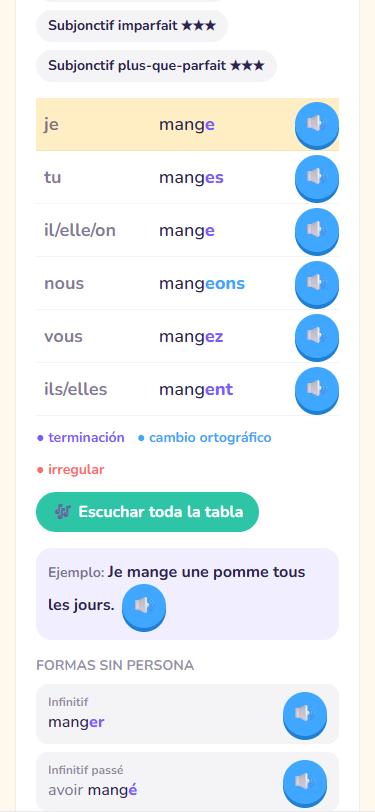 Subjonctif imparfait ★★★
Subjonctif plus-que-parfait ★★★
je mange
tu manges
il/elle/on mange
nous mangeons
vous mangez
ils/elles mangent
● terminación ● cambio ortográfico
● irregular
Escuchar toda la tabla
Ejemplo: Je mange une pomme tous
les jours.
FORMAS SIN PERSONA
Infinitif
manger
Infinitif passé
avoir mangé